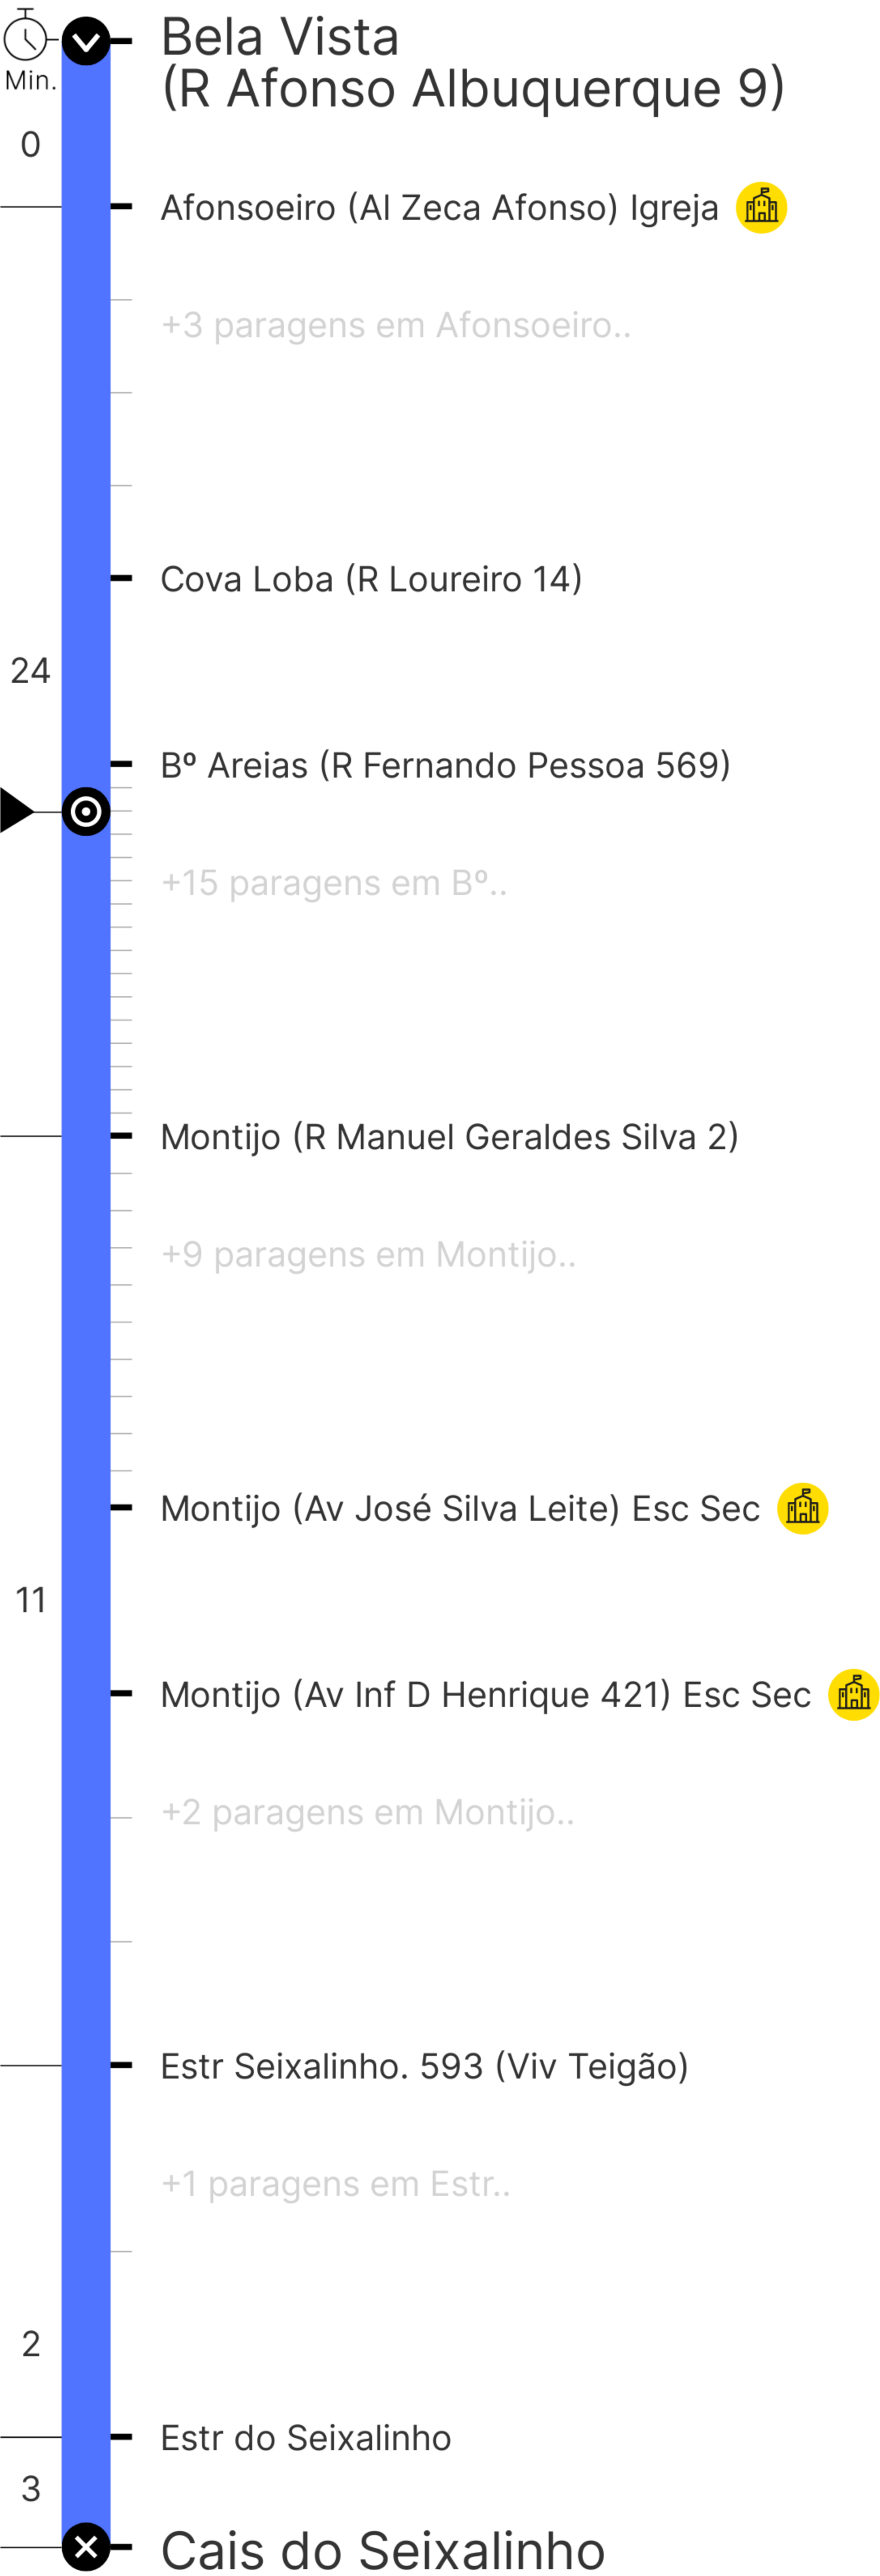 Bela Vista
(R Afonso Albuquerque 9)
Min.
0
Afonsoeiro (Al Zeca Afonso) Igreja
+3 paragens em Afonsoeiro..
Cova Loba (R Loureiro 14)
24
Bº Areias (R Fernando Pessoa 569)
+15 paragens em Bº..
Montijo (R Manuel Geraldes Silva 2)
+9 paragens em Montijo..
Montijo (Av José Silva Leite) Esc Sec
11
Montijo (Av Inf D Henrique 421) Esc Sec
+2 paragens em Montijo..
Estr Seixalinho. 593 (Viv Teigão)
+1 paragens em Estr..
2
Estr do Seixalinho
3
Cais do Seixalinho